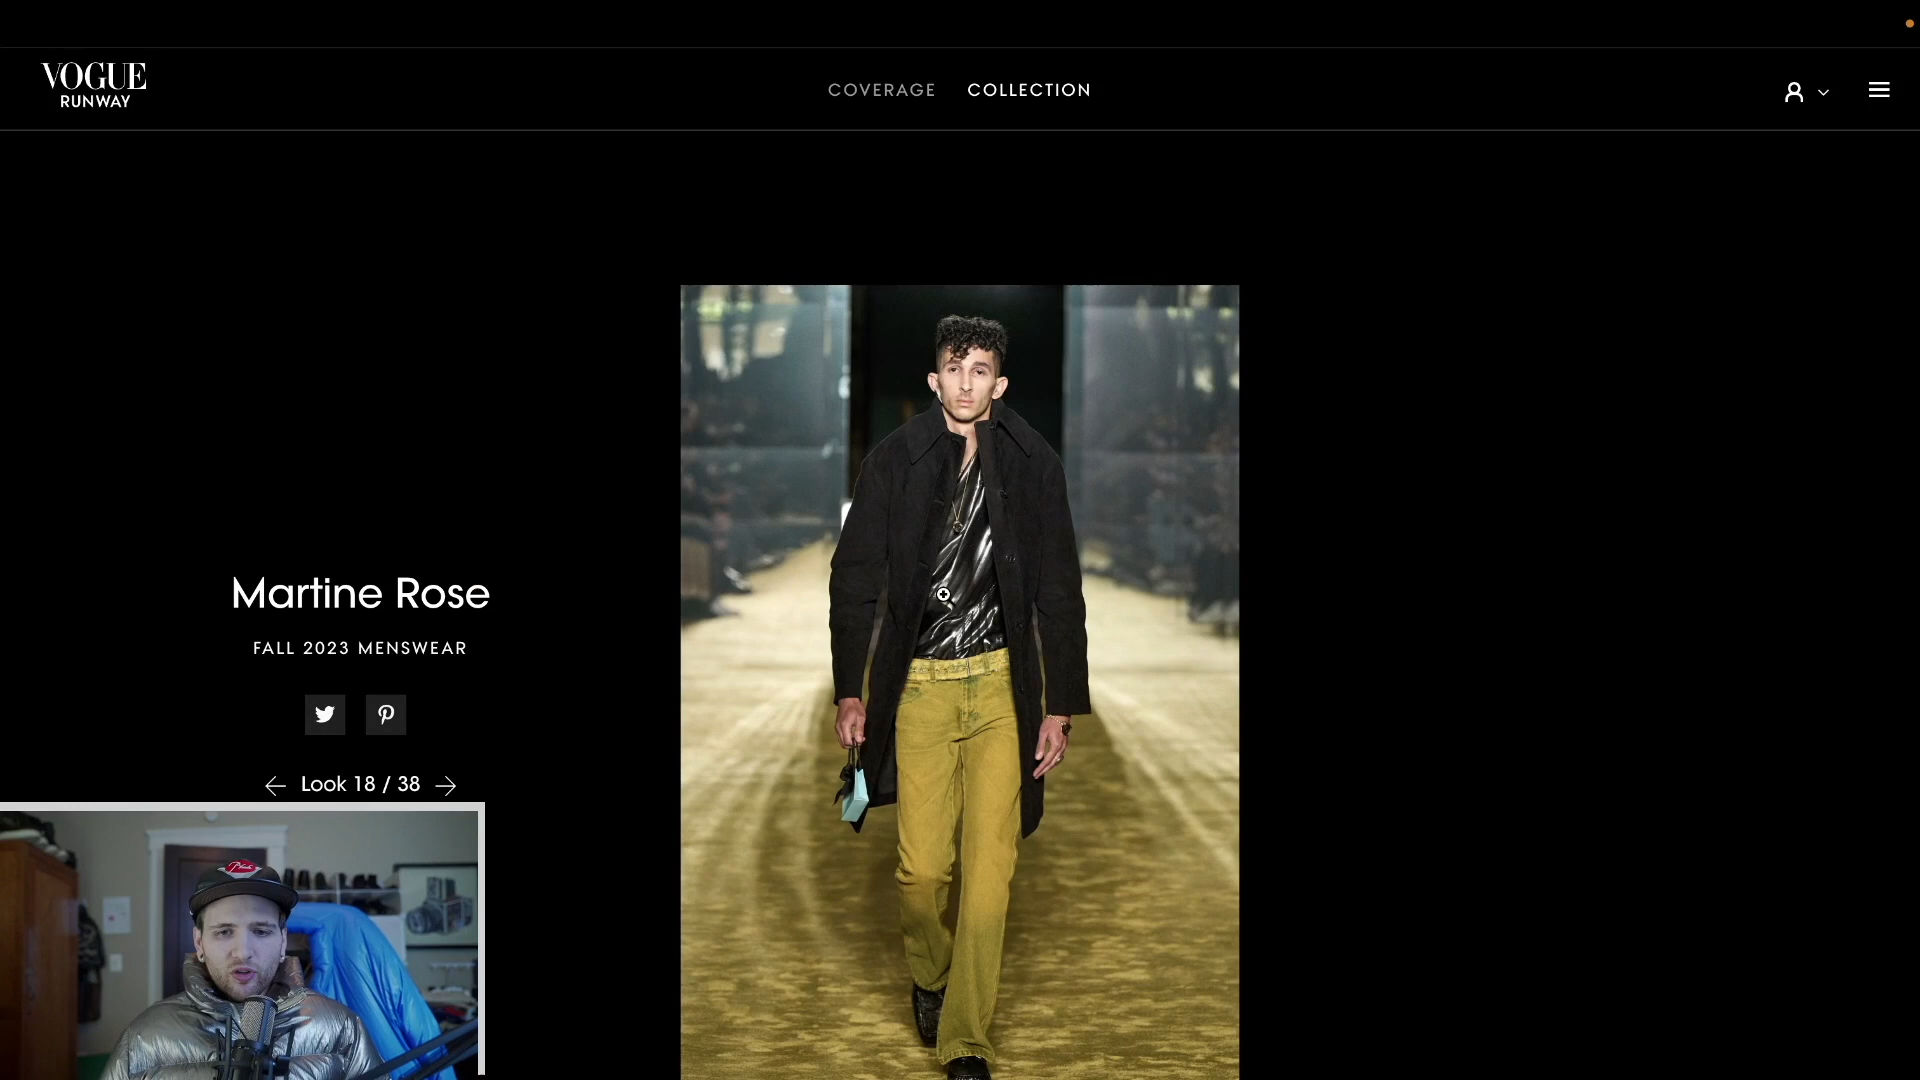 VOGUE
RUNWAY
COVERAGE COLLECTION
Martine Rose
FALL 2023 MENSWEAR
Look 18 / 38